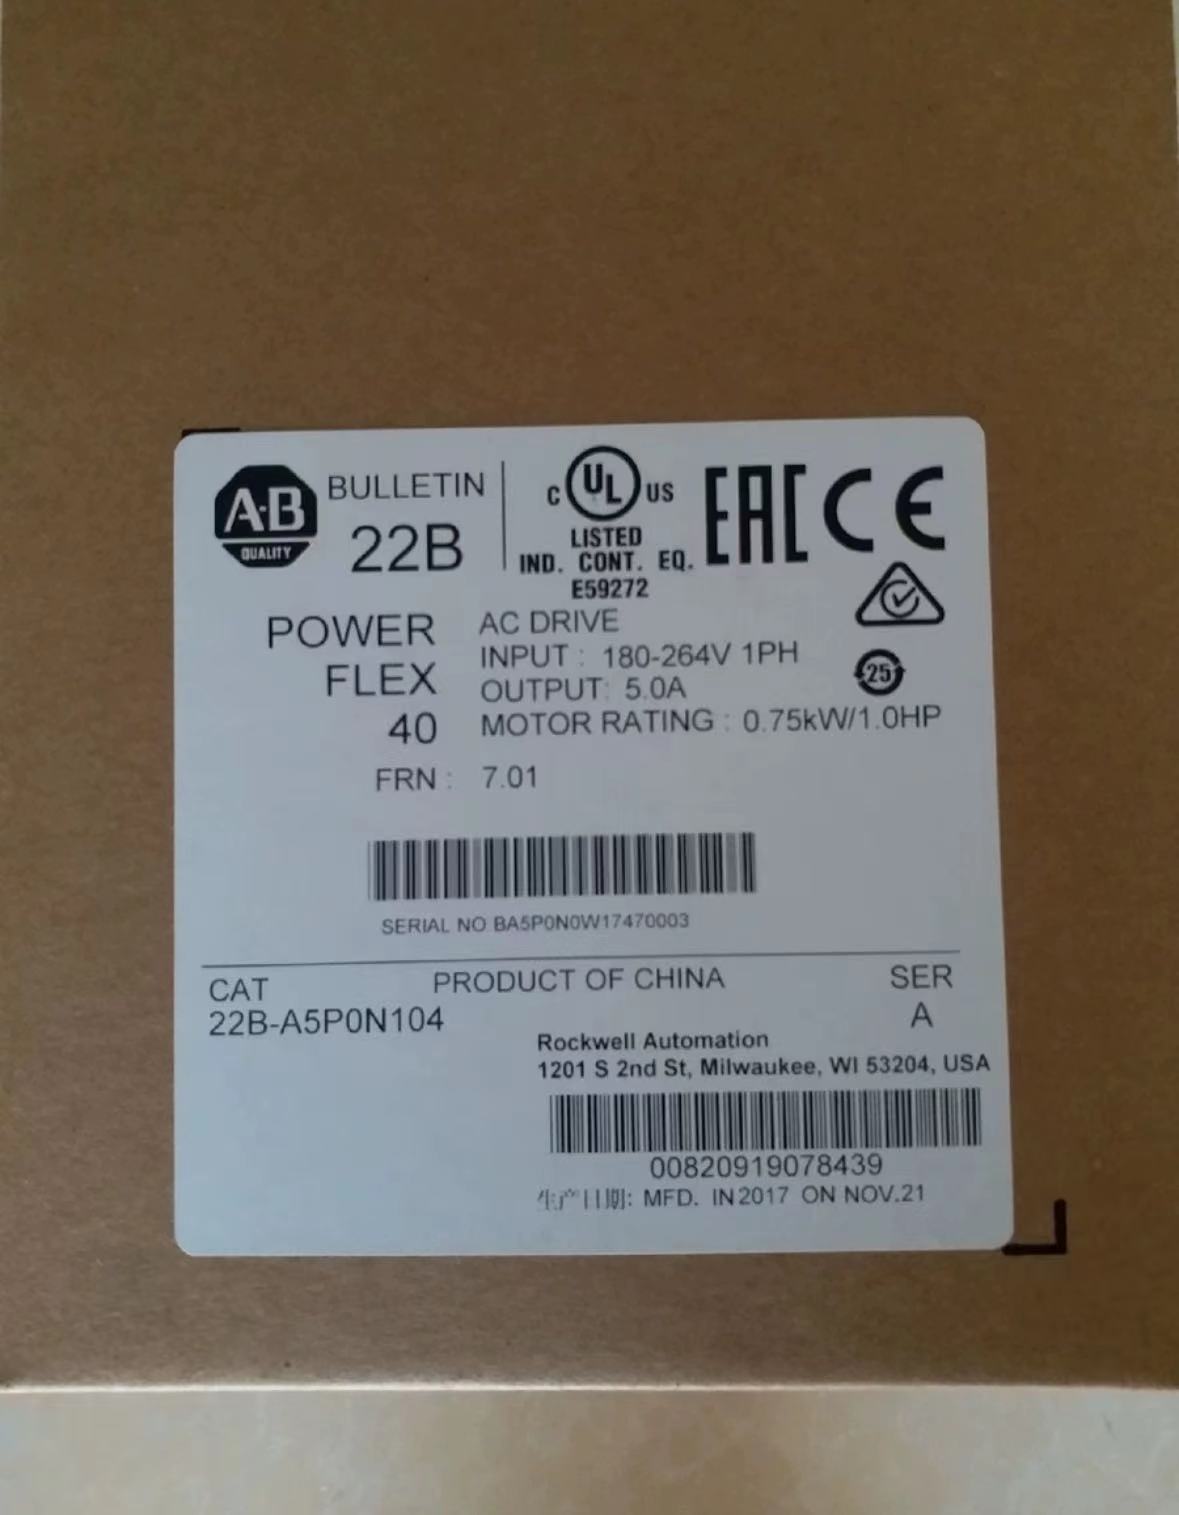 A·B
QUALITY
BULLETIN
22B
C UL US
LISTED
IND. CONT. EQ.
E59272
EAC CE
POWER
FLEX
40
AC DRIVE
INPUT : 180-264V 1PH
OUTPUT: 5.0A
MOTOR RATING : 0.75kW/1.0HP
25
FRN : 7.01
SERIAL NO BA5P0N0W17470003
CAT
22B-A5P0N104
PRODUCT OF CHINA
SER
A
Rockwell Automation
1201 S 2nd St, Milwaukee, WI 53204, USA
00820919078439
生产日期: MFD. IN 2017 ON NOV.21